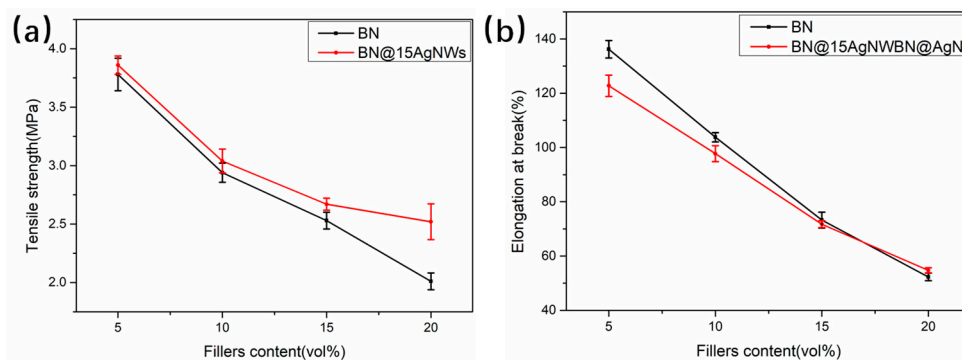 (a)
BN
BN@15AgNWs
4.0
3.5
3.0
2.5
2.0
Tensile strength(MPa)
5 10 15 20
Fillers content(vol%)
(b)
BN
BN@15AgNWBN@AgN
140
120
100
80
60
40
Elongation at break(%)
5 10 15 20
Fillers content(vol%)